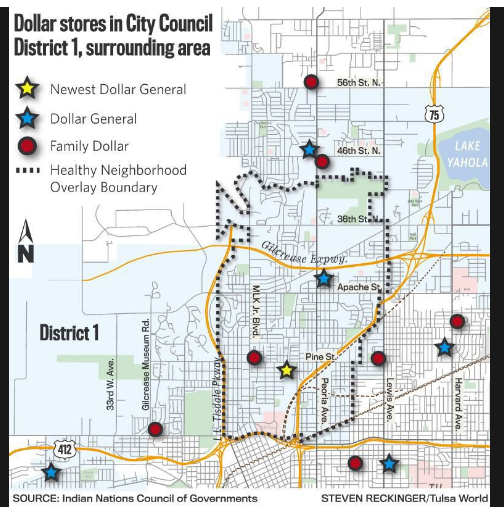 Dollar stores in City Council
District 1, surrounding area
Newest Dollar General
Dollar General
Family Dollar
Healthy Neighborhood
Overlay Boundary
56th St. N.
75
46th St. N.
LAKE
YAHOLA
36th St. N.
N
Gilcrease Expwy.
Apache St.
MLK Jr. Blvd.
District 1
33rd W. Ave.
Gilcrease Museum Rd.
L.L. Tisdale Pkwy.
Pine St.
Peoria Ave.
Lewis Ave.
Harvard Ave.
412
SOURCE: Indian Nations Council of Governments
STEVEN RECKINGER/Tulsa World